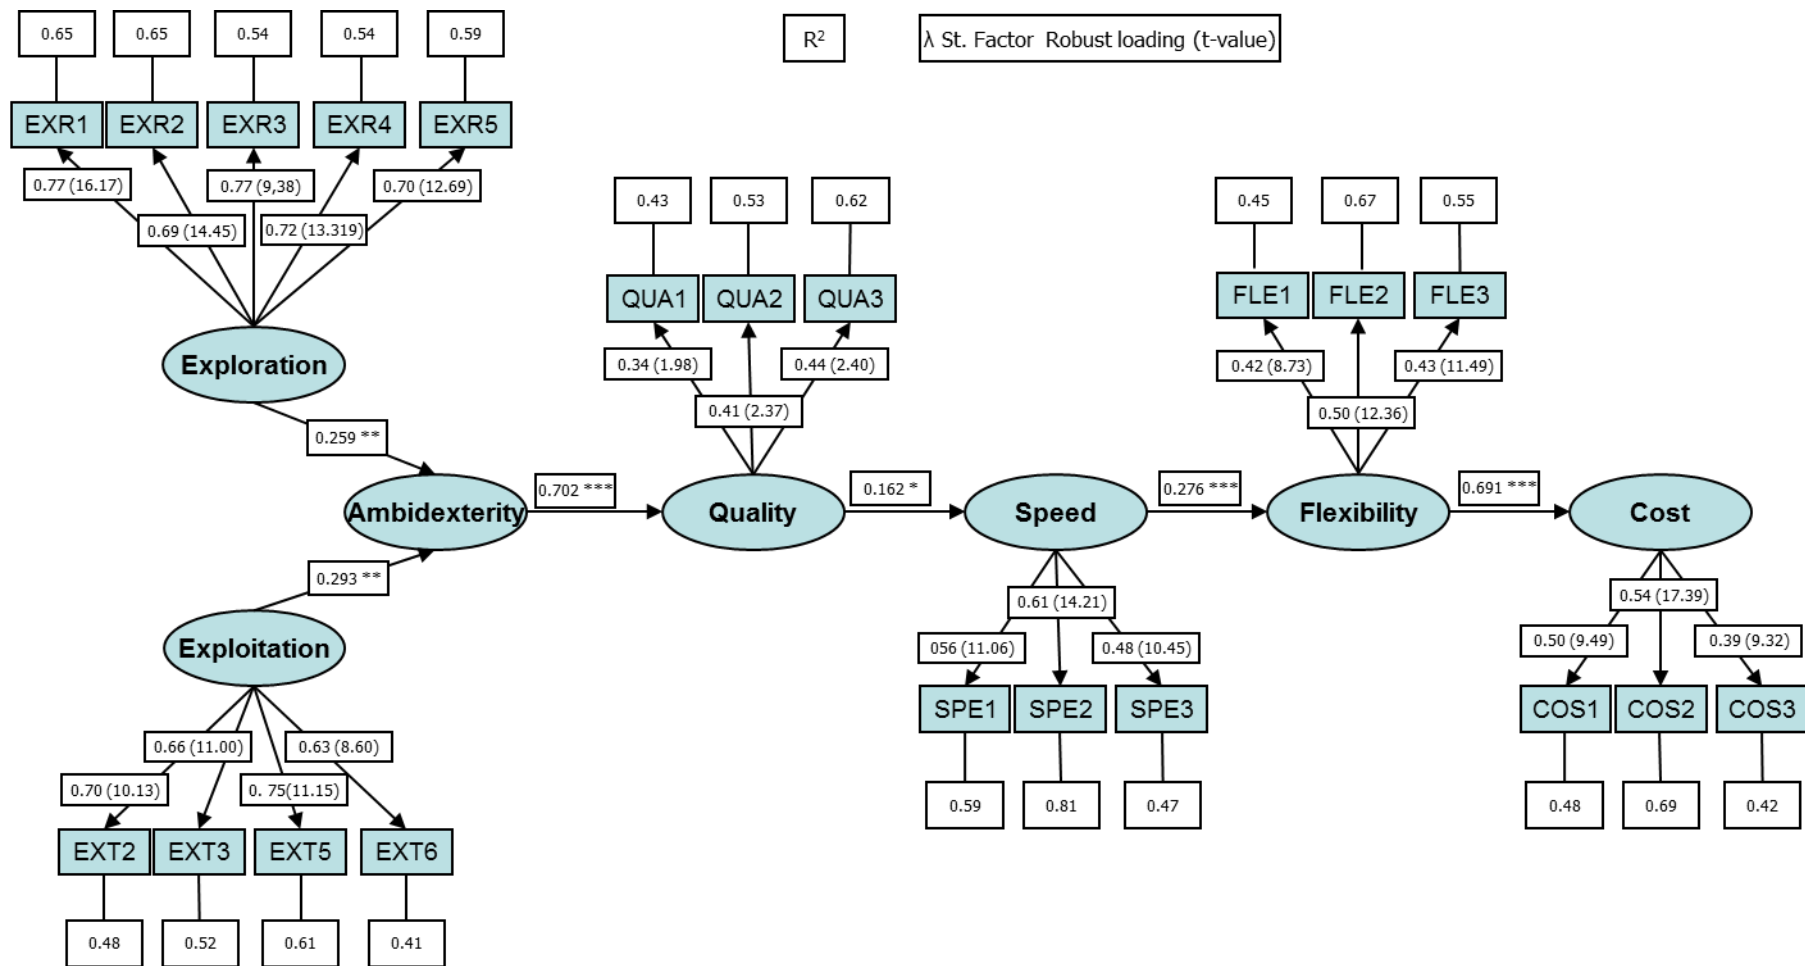 0.65 0.65 0.54 0.54 0.59
R² λ St. Factor Robust loading (t-value)
EXR1 EXR2 EXR3 EXR4 EXR5
0.77 (16.17) 0.77 (9,38) 0.70 (12.69)
0.69 (14.45) 0.72 (13.319)
0.43 0.53 0.62 0.45 0.67 0.55
QUA1 QUA2 QUA3 FLE1 FLE2 FLE3
Exploration
0.34 (1.98) 0.44 (2.40) 0.42 (8.73) 0.43 (11.49)
0.41 (2.37) 0.50 (12.36)
0.259 **
0.702 *** 0.162 * 0.276 *** 0.691 ***
Ambidexterity Quality Speed Flexibility Cost
0.293 **
0.61 (14.21) 0.54 (17.39)
Exploitation 056 (11.06) 0.48 (10.45) 0.50 (9.49) 0.39 (9.32)
SPE1 SPE2 SPE3 COS1 COS2 COS3
0.66 (11.00) 0.63 (8.60)
0.70 (10.13) 0. 75(11.15)
0.59 0.81 0.47 0.48 0.69 0.42
EXT2 EXT3 EXT5 EXT6
0.48 0.52 0.61 0.41